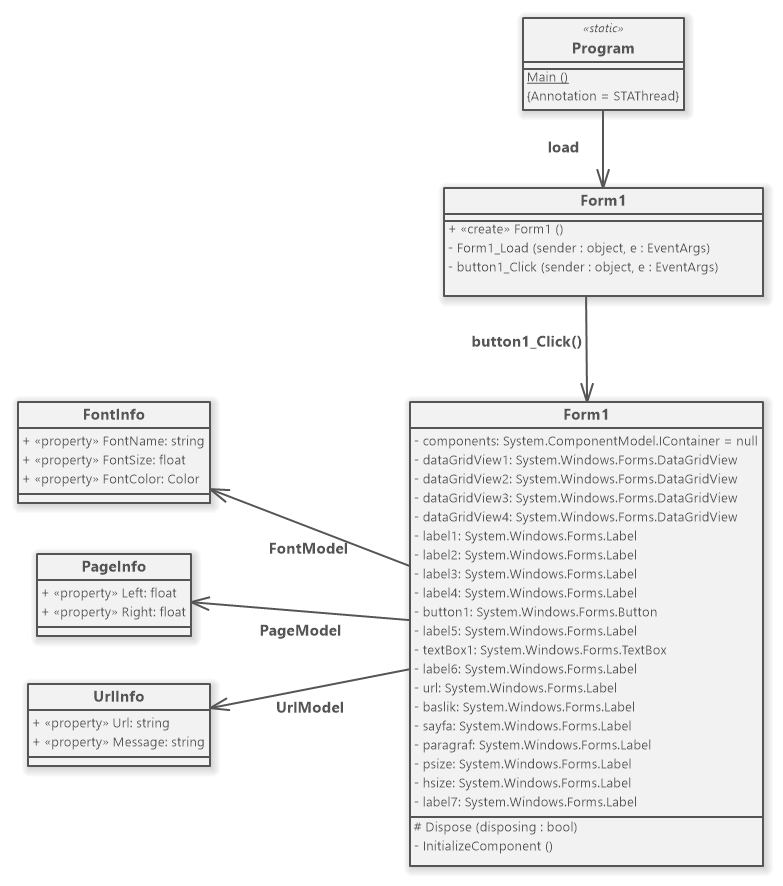 «static»
Program
Main ()
{Annotation = STAThread}
load
Form1
+ «create» Form1 ()
- Form1_Load (sender : object, e : EventArgs)
- button1_Click (sender : object, e : EventArgs)
button1_Click()
FontInfo
+ «property» FontName: string
+ «property» FontSize: float
+ «property» FontColor: Color
FontModel
PageInfo
+ «property» Left: float
+ «property» Right: float
PageModel
UrlInfo
+ «property» Url: string
+ «property» Message: string
UrlModel
Form1
- components: System.ComponentModel.IContainer = null
- dataGridView1: System.Windows.Forms.DataGridView
- dataGridView2: System.Windows.Forms.DataGridView
- dataGridView3: System.Windows.Forms.DataGridView
- dataGridView4: System.Windows.Forms.DataGridView
- label1: System.Windows.Forms.Label
- label2: System.Windows.Forms.Label
- label3: System.Windows.Forms.Label
- label4: System.Windows.Forms.Label
- button1: System.Windows.Forms.Button
- label5: System.Windows.Forms.Label
- textBox1: System.Windows.Forms.TextBox
- label6: System.Windows.Forms.Label
- url: System.Windows.Forms.Label
- baslik: System.Windows.Forms.Label
- sayfa: System.Windows.Forms.Label
- paragraf: System.Windows.Forms.Label
- psize: System.Windows.Forms.Label
- hsize: System.Windows.Forms.Label
- label7: System.Windows.Forms.Label
# Dispose (disposing : bool)
- InitializeComponent ()